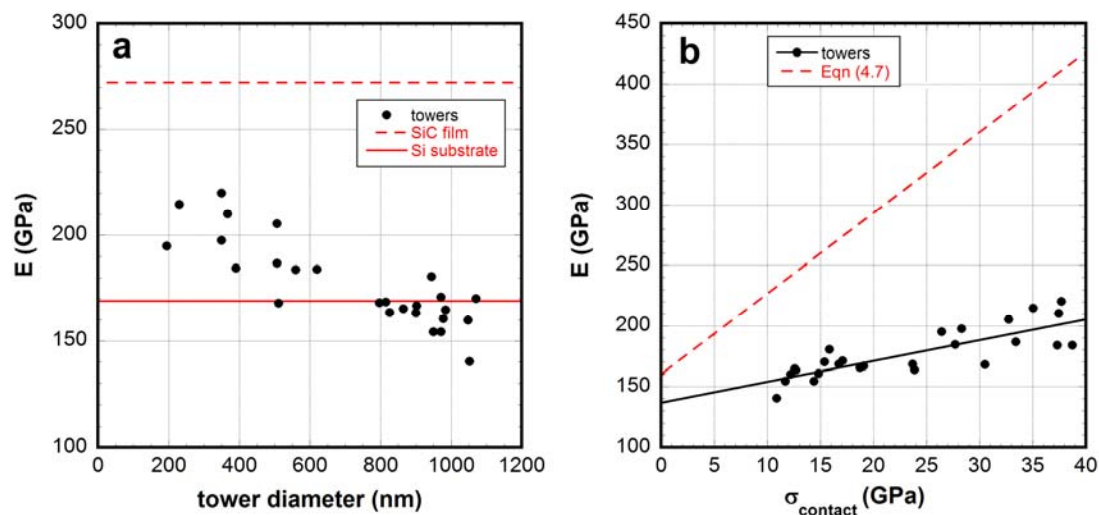 a
300
250
200
150
100
E (GPa)
towers
SiC film
Si substrate
0 200 400 600 800 1000 1200
tower diameter (nm)
b
450
400
350
300
250
200
150
100
E (GPa)
towers
Eqn (4.7)
0 5 10 15 20 25 30 35 40
σcontact (GPa)